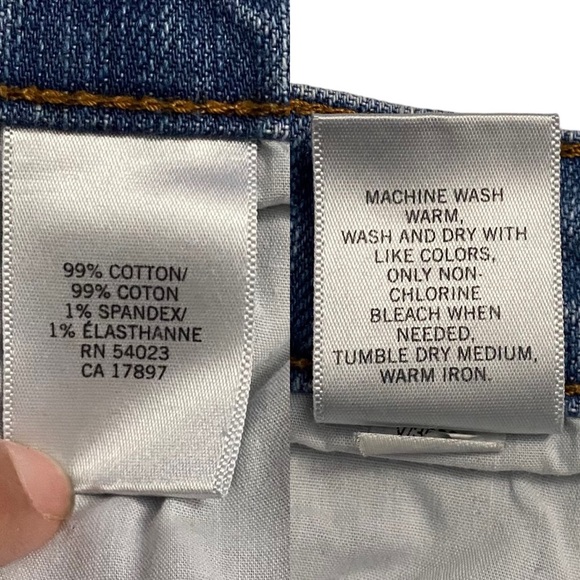 99% COTTON/
99% COTON
1% SPANDEX/
1% ÉLASTHANNE
RN 54023
CA 17897
MACHINE WASH
WARM,
WASH AND DRY WITH
LIKE COLORS,
ONLY NON-
CHLORINE
BLEACH WHEN
NEEDED,
TUMBLE DRY MEDIUM,
WARM IRON.